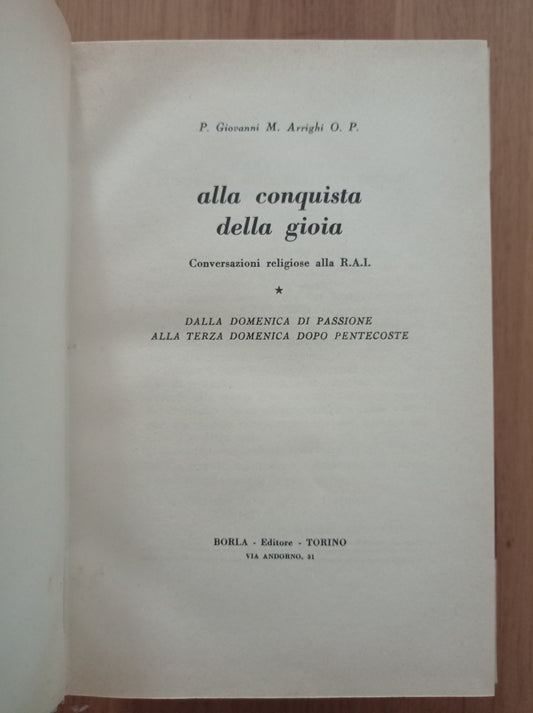 P. Giovanni M. Arrighi O. P.
alla conquista
della gioia
Conversazioni religiose alla R.A.I.
★
DALLA DOMENICA DI PASSIONE
ALLA TERZA DOMENICA DOPO PENTECOSTE
BORLA - Editore - TORINO
VIA ANDORNO, 31